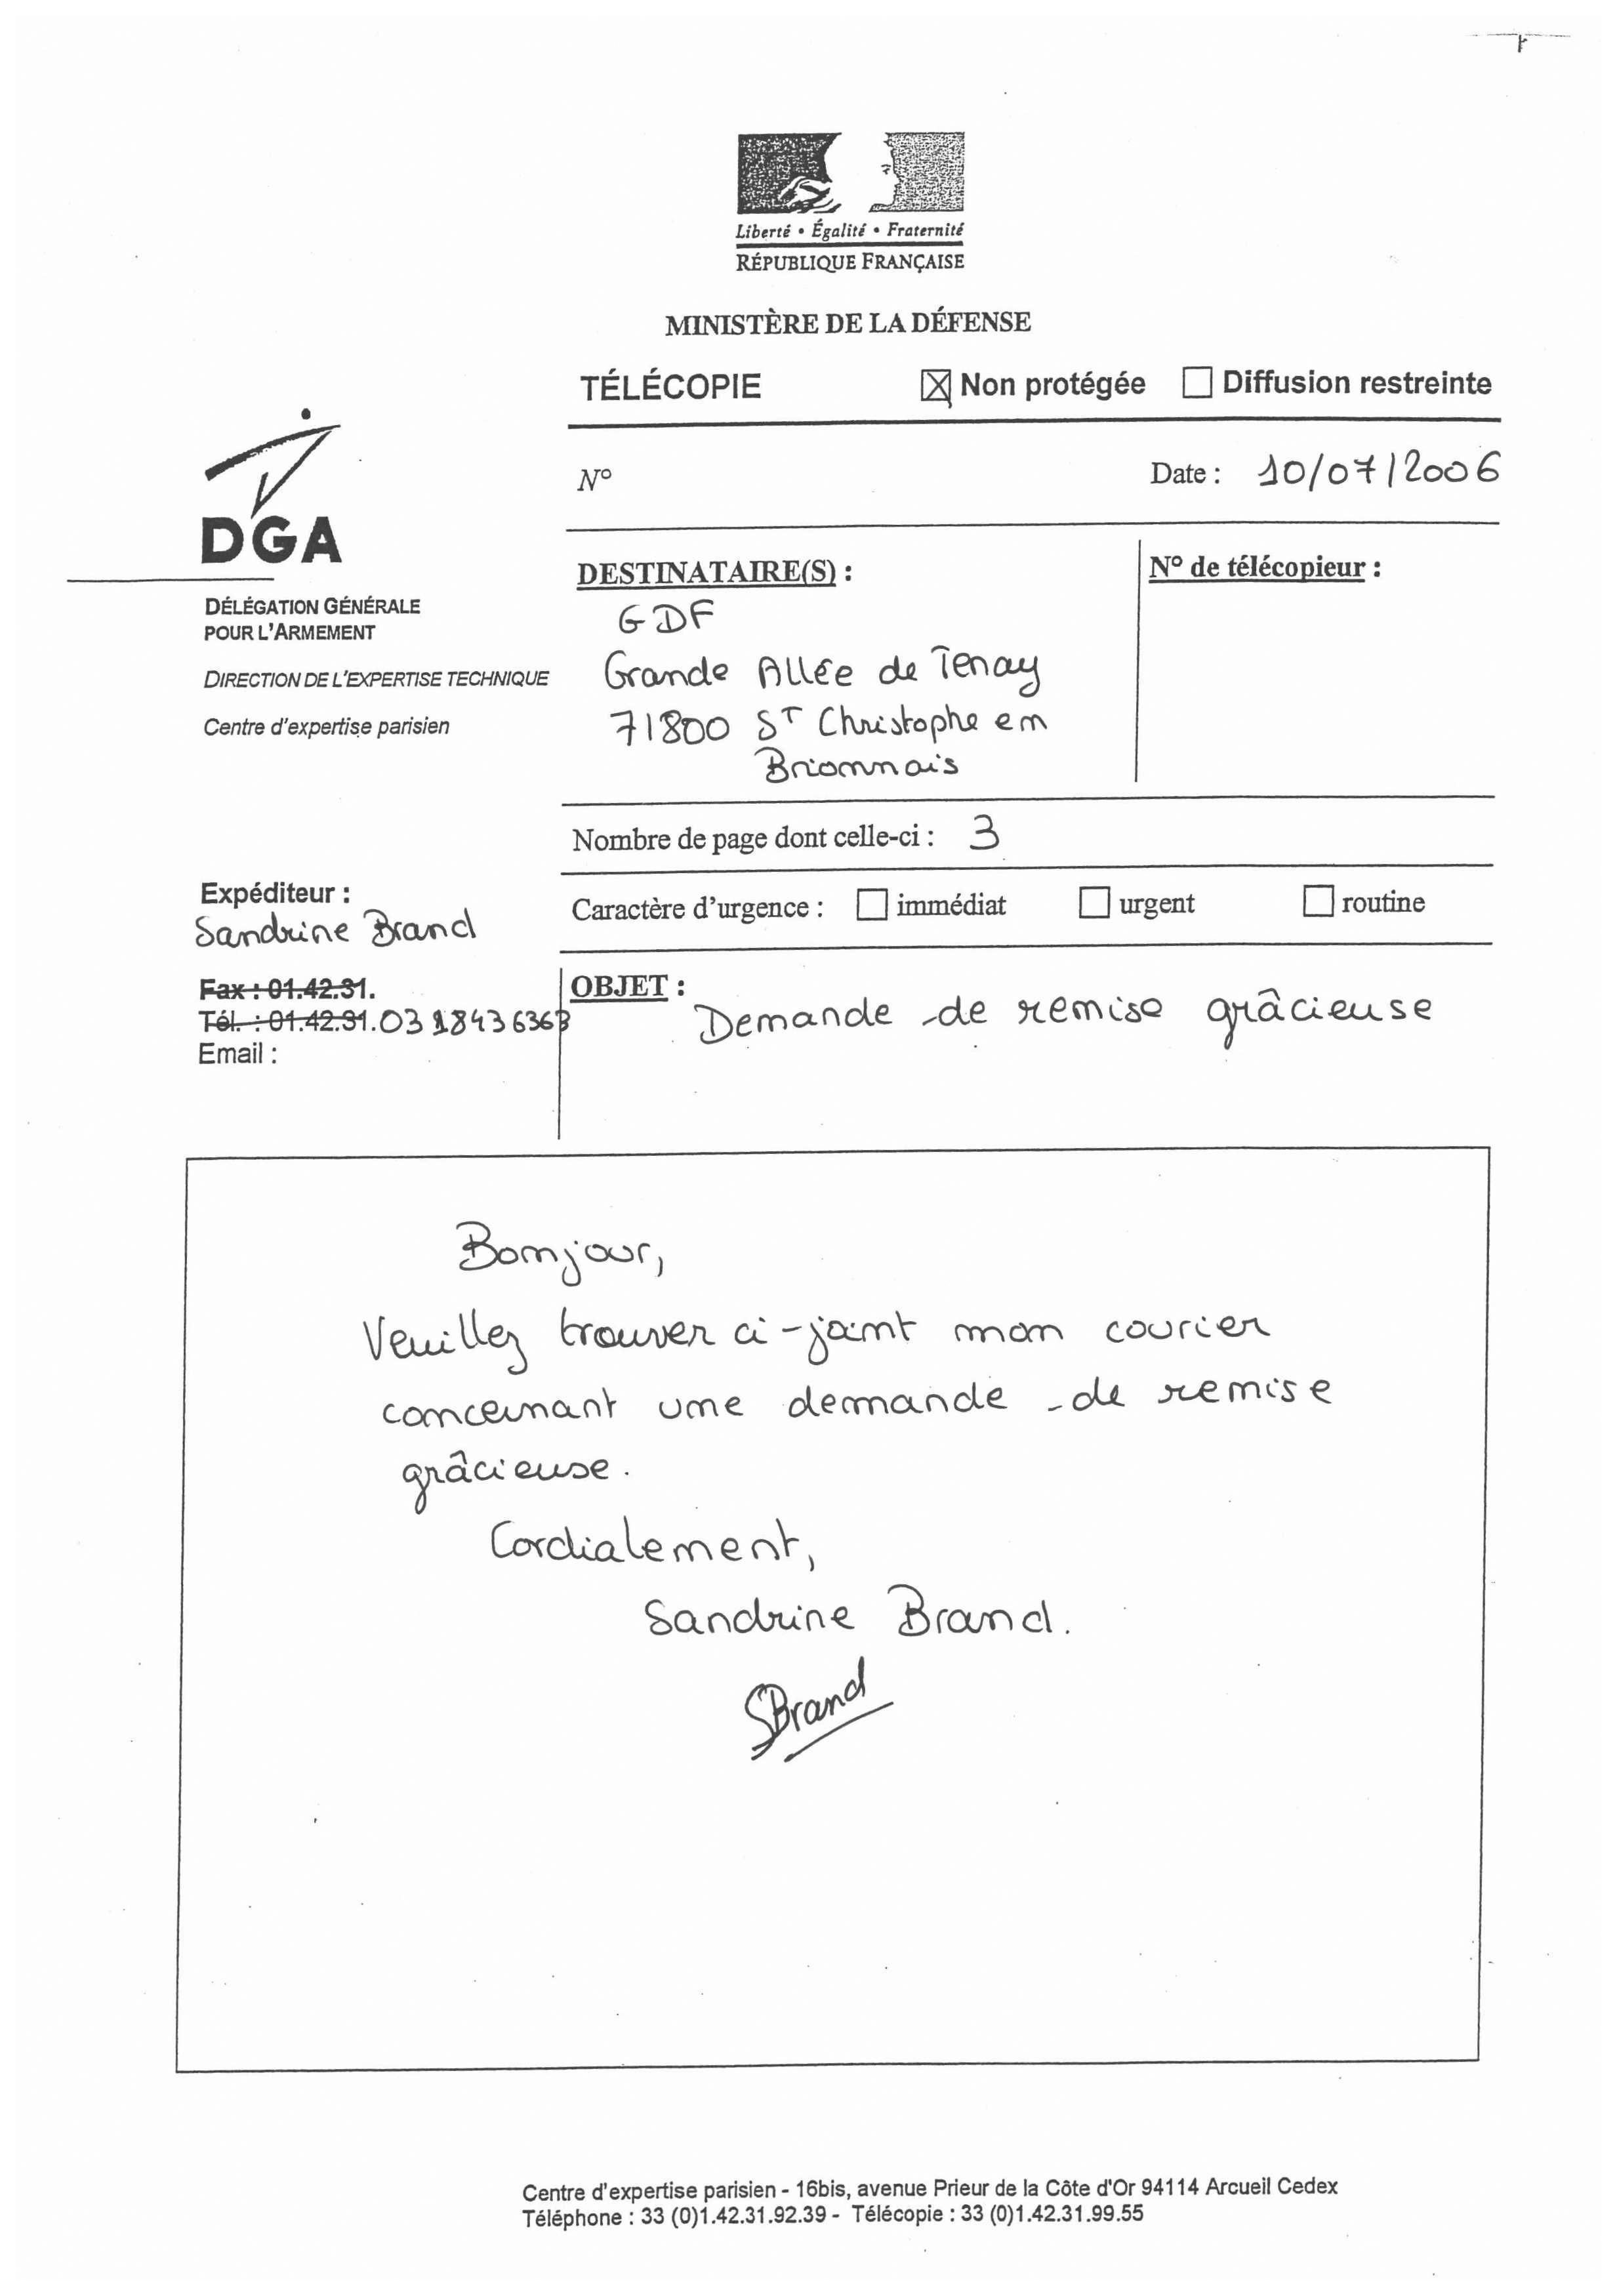 Liberté • Égalité • Fraternité
RÉPUBLIQUE FRANÇAISE
MINISTÈRE DE LA DÉFENSE
TÉLÉCOPIE Non protégée Diffusion restreinte
N° Date : 10/07/2006
DGA
DÉLÉGATION GÉNÉRALE
POUR L'ARMEMENT
DIRECTION DE L'EXPERTISE TECHNIQUE
Centre d'expertise parisien
DESTINATAIRE(S) :
GDF
Grande Allée de Tenay
71800 ST Christophe en
Brionnais
N° de télécopieur :
Nombre de page dont celle-ci : 3
Expéditeur :
Sandrine Brand
Caractère d'urgence : immédiat urgent routine
Fax : 01.42.31.
Tél. : 01.42.31.
Email :
OBJET :
Demande de remise grâcieuse
Bonjour,
Veuillez trouver ci-joint mon courier
concernant une demande de remise
grâcieuse.
Cordialement,
Sandrine Brand.
SBrand
Centre d'expertise parisien - 16bis, avenue Prieur de la Côte d'Or 94114 Arcueil Cedex
Téléphone : 33 (0)1.42.31.92.39 - Télécopie : 33 (0)1.42.31.99.55